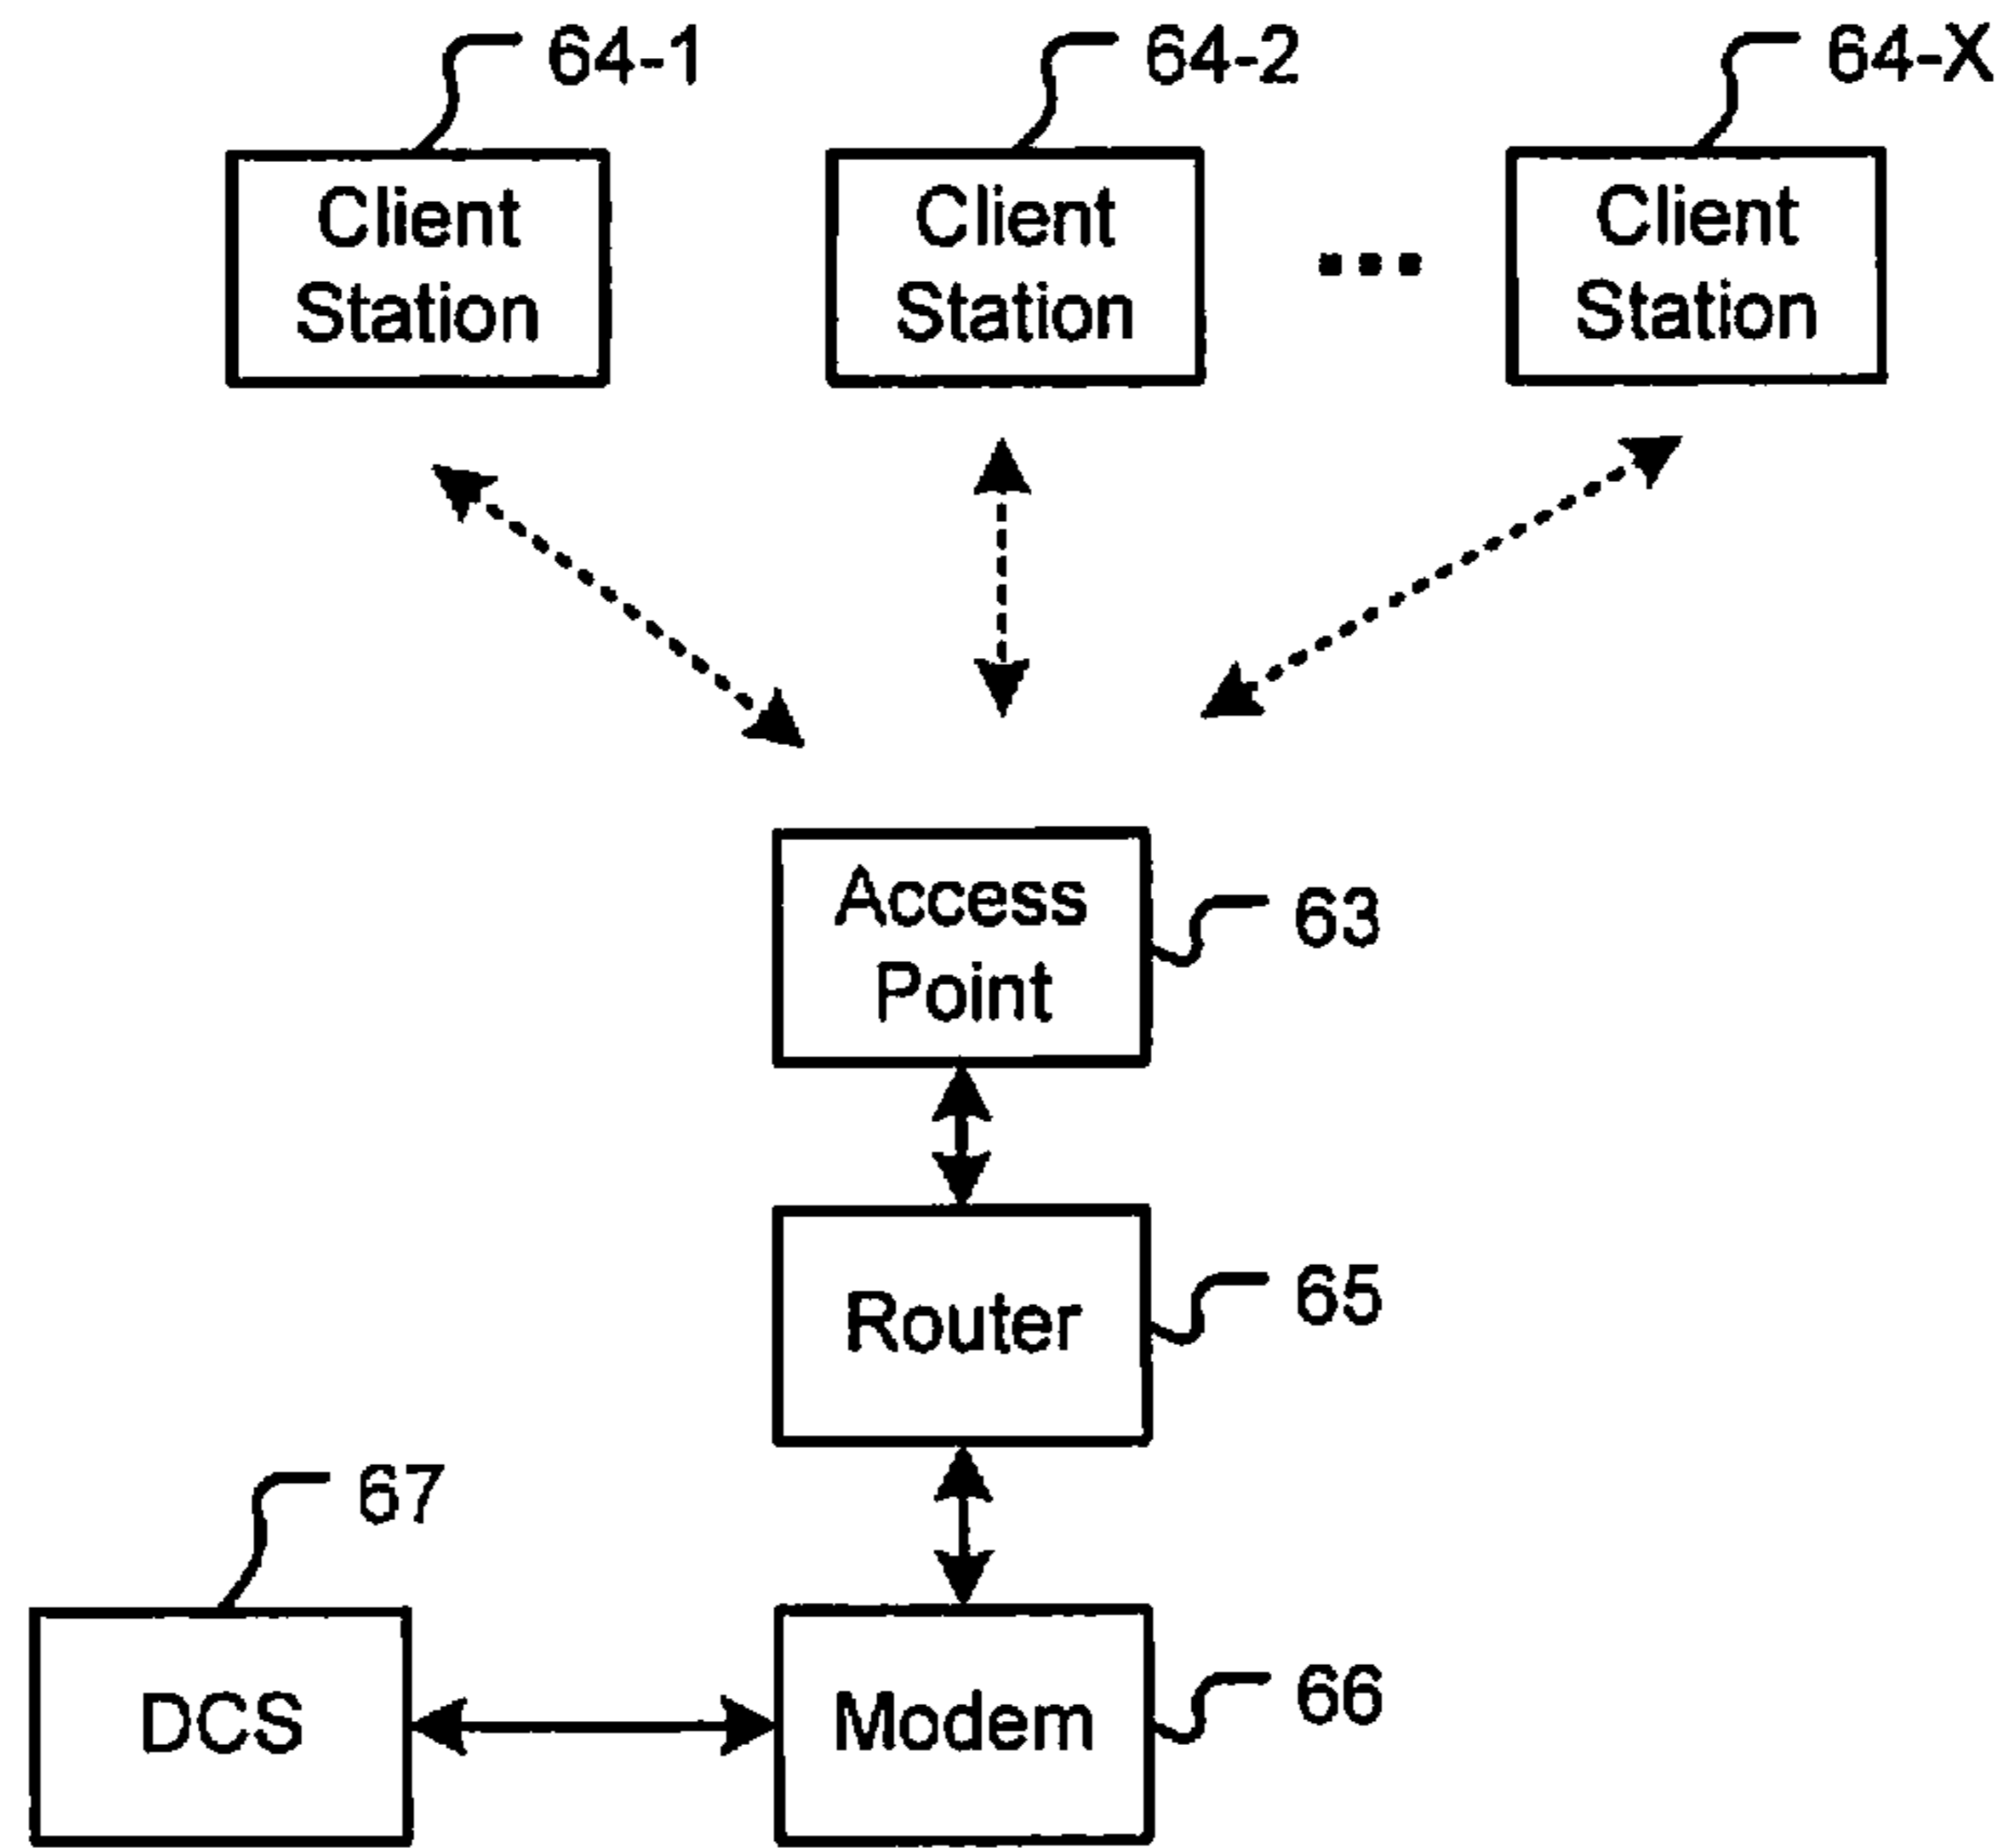 64-1
64-2
64-X
Client
Station
Client
Station
Client
Station
Access
Point
63
Router
65
67
DCS
Modem
66